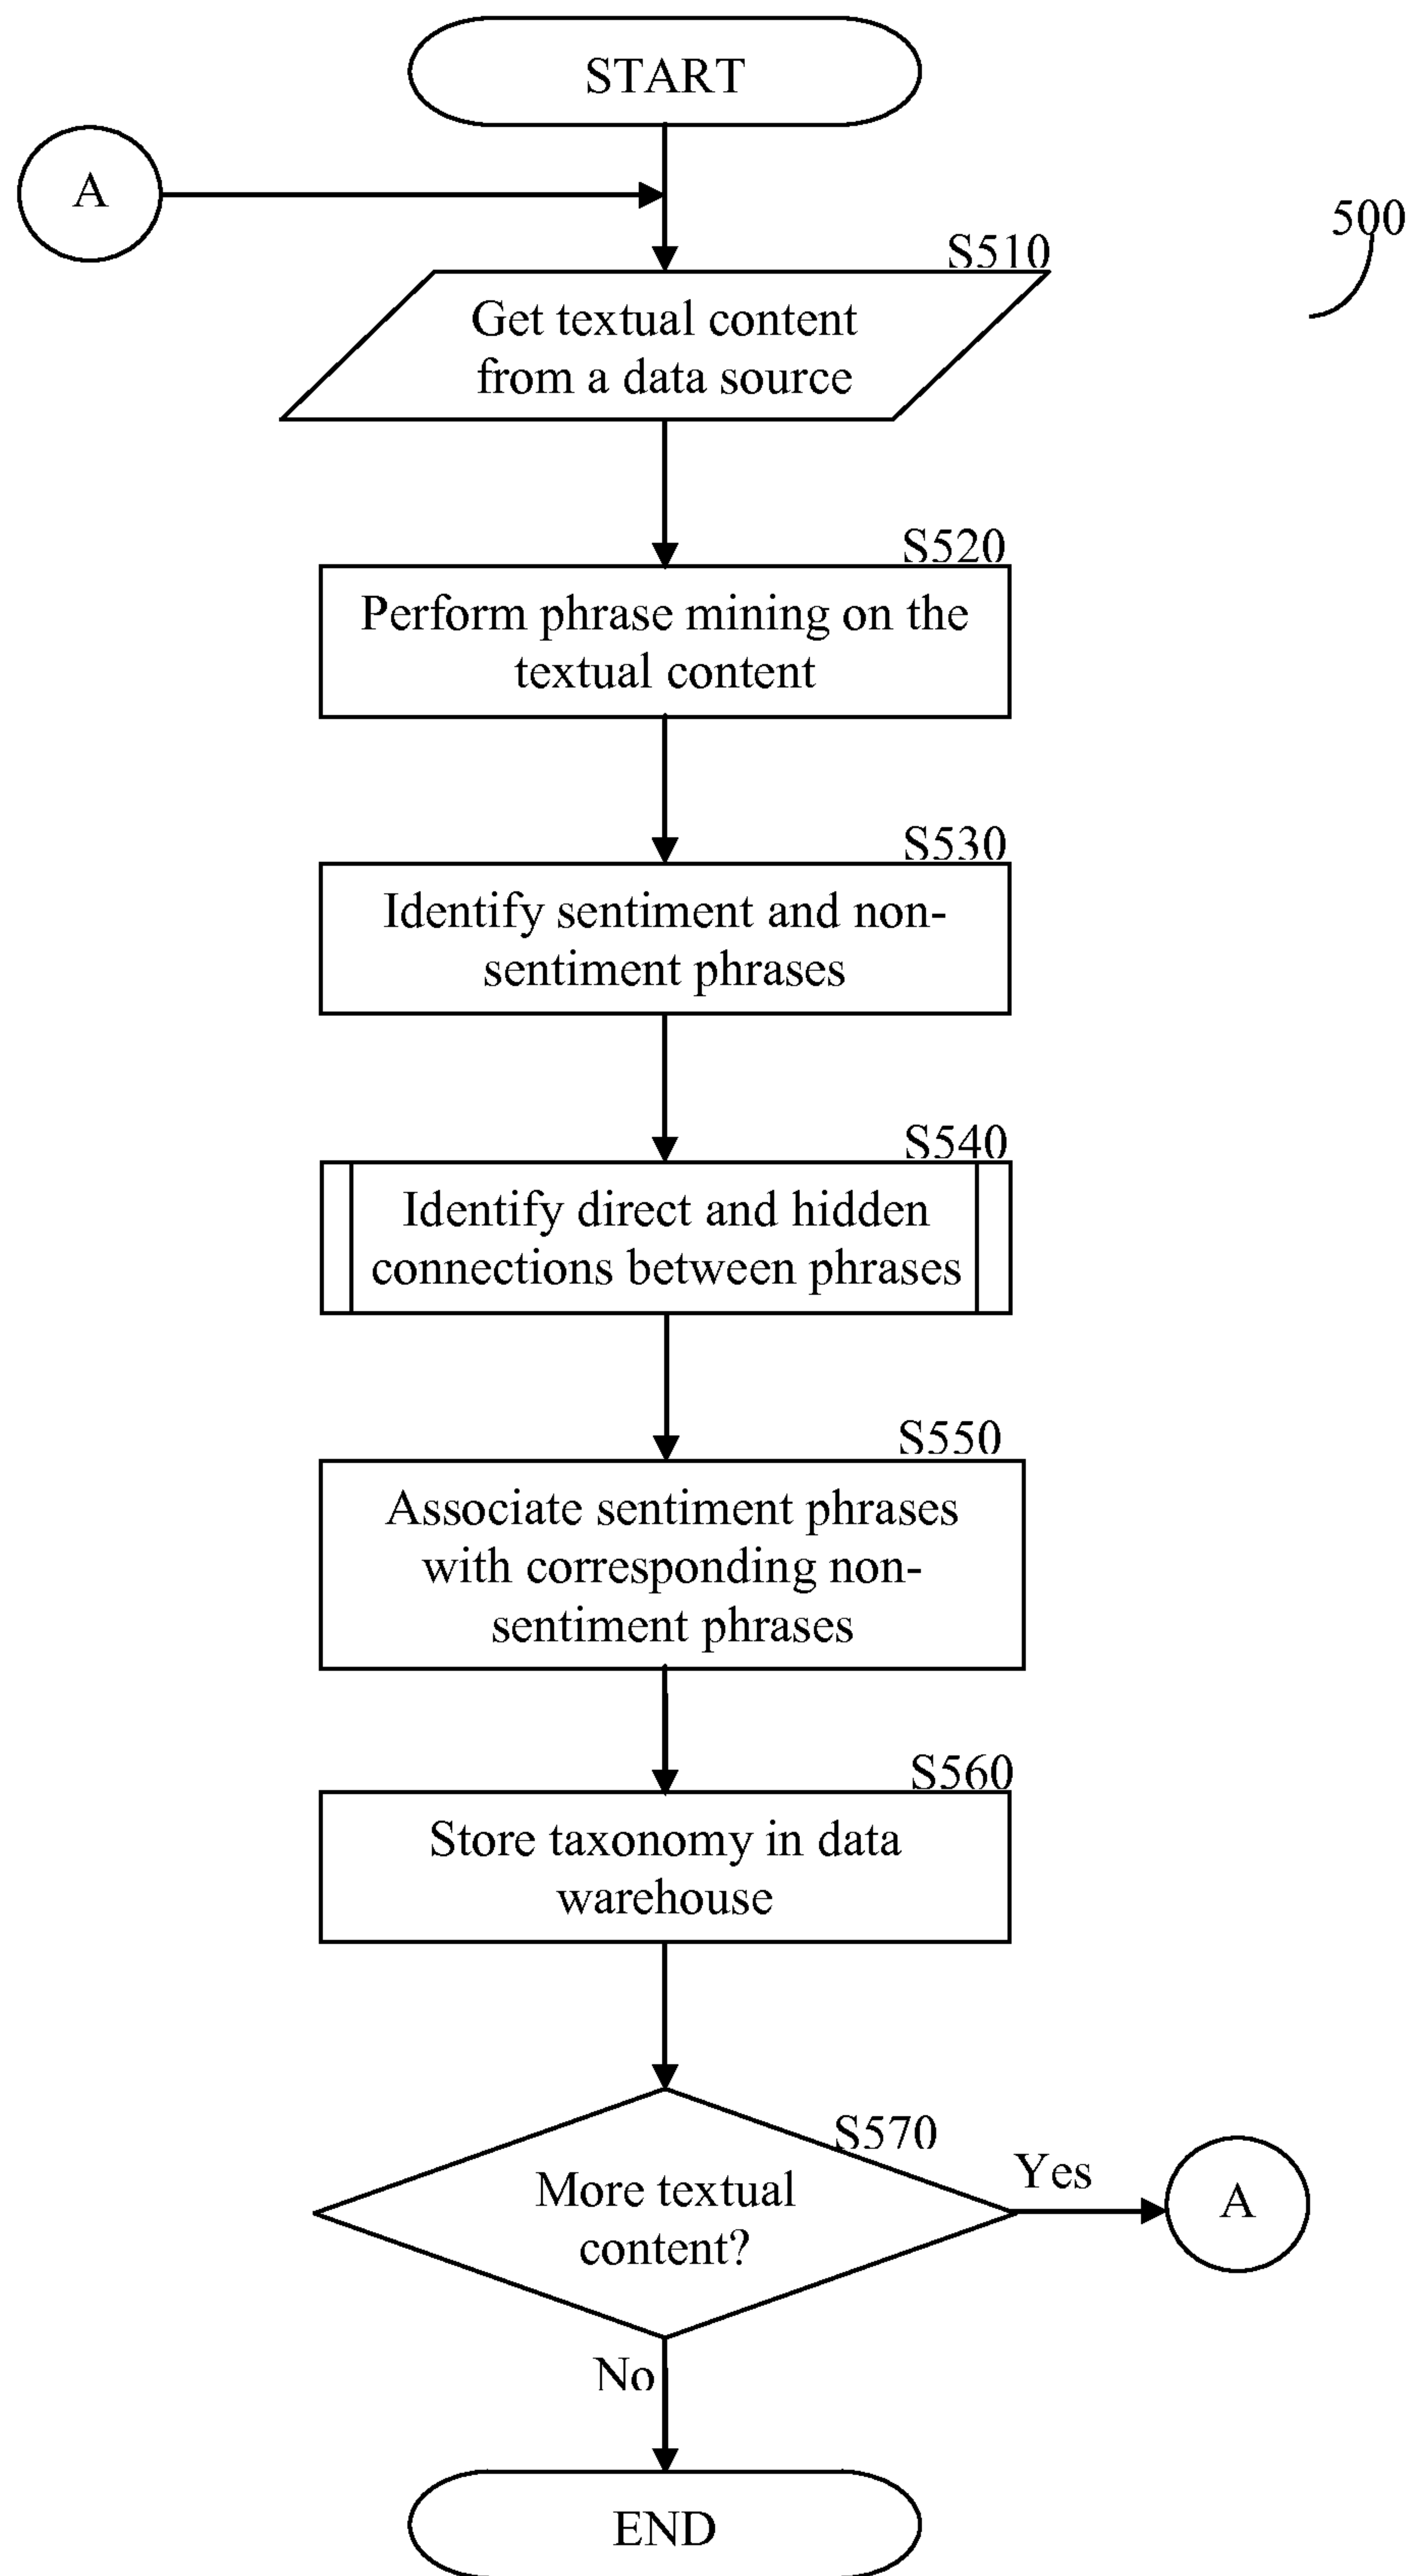 START
A
500
S510
Get textual content
from a data source
S520
Perform phrase mining on the
textual content
S530
Identify sentiment and non-
sentiment phrases
S540
Identify direct and hidden
connections between phrases
S550
Associate sentiment phrases
with corresponding non-
sentiment phrases
S560
Store taxonomy in data
warehouse
S570
More textual
content?
Yes
A
No
END